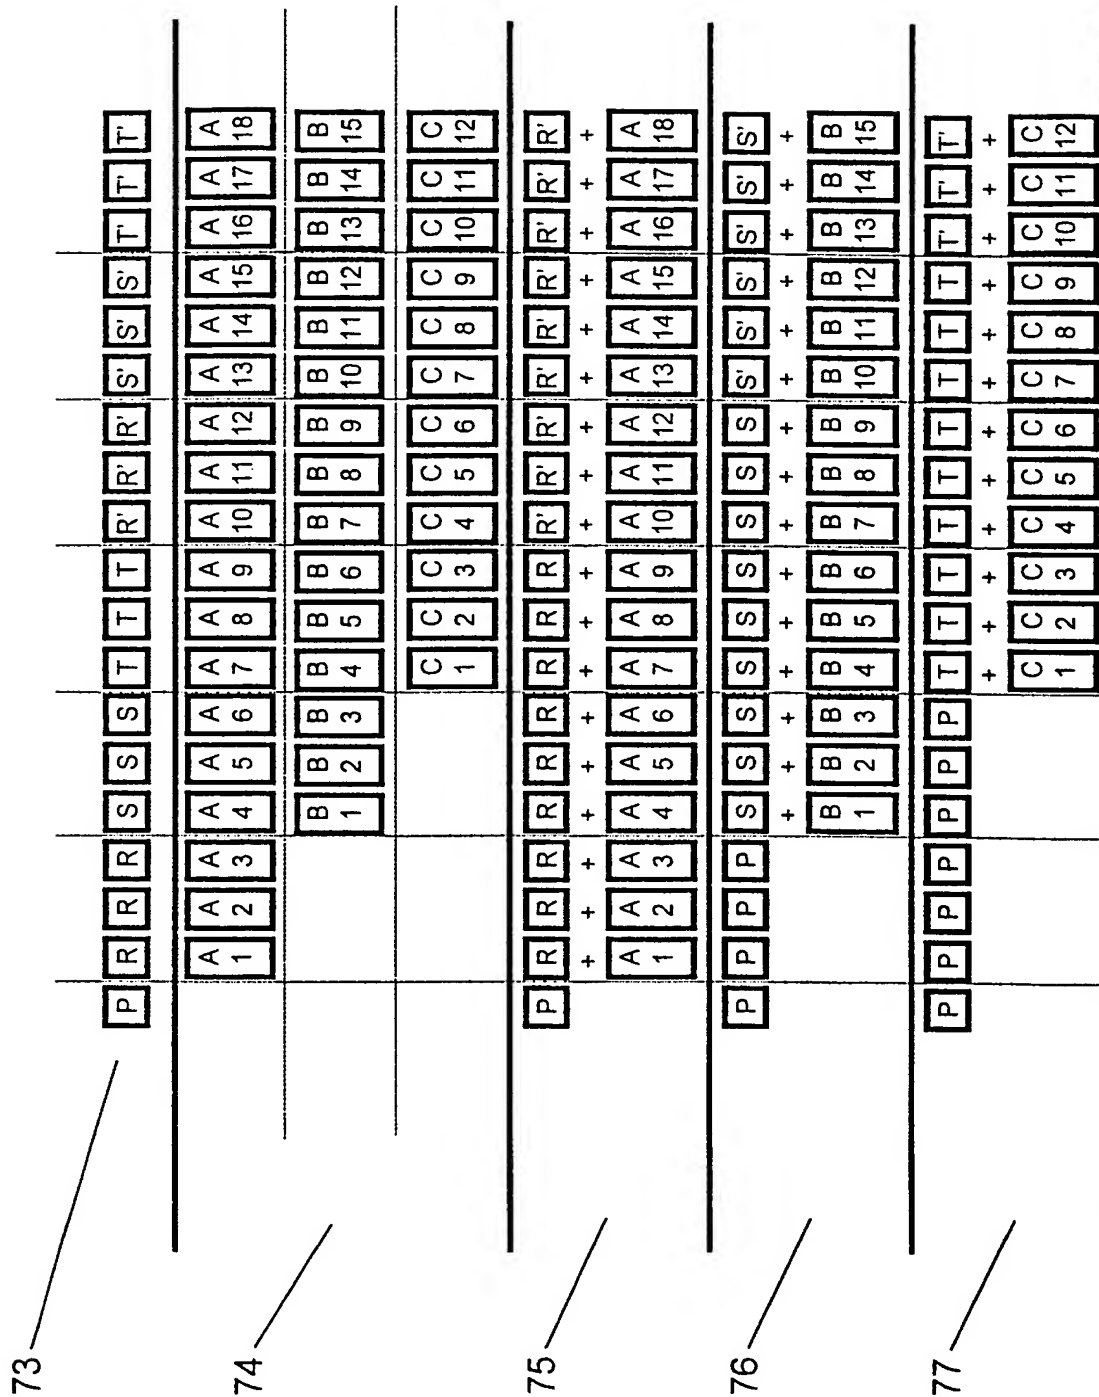 73 P R R R S S S T T T R' R' R' S' S' S' T' T' T'
74
A A A A A A A A A A A A A A A A A A
1 2 3 4 5 6 7 8 9 10 11 12 13 14 15 16 17 18
B B B B B B B B B B B B B B B
1 2 3 4 5 6 7 8 9 10 11 12 13 14 15
C C C C C C C C C C C C
1 2 3 4 5 6 7 8 9 10 11 12
75
P R R R R R R R R R R' R' R' R' R' R' R' R' R'
+ + + + + + + + + + + + + + + + + +
A A A A A A A A A A A A A A A A A A
1 2 3 4 5 6 7 8 9 10 11 12 13 14 15 16 17 18
76
P P P P S S S S S S S S S S' S' S' S' S' S'
+ + + + + + + + + + + + + + +
B B B B B B B B B B B B B B B
1 2 3 4 5 6 7 8 9 10 11 12 13 14 15
77
P P P P P P P T T T T T T T T T T' T' T'
+ + + + + + + + + + + +
C C C C C C C C C C C C
1 2 3 4 5 6 7 8 9 10 11 12